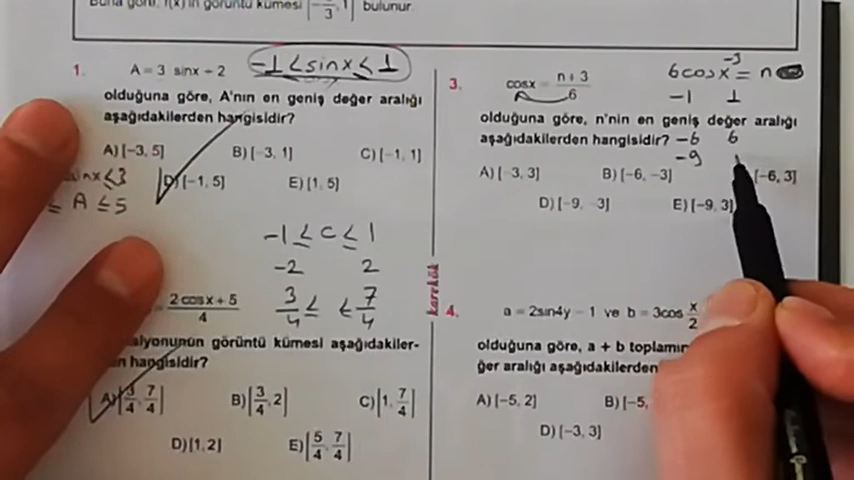 Buna göre, f(x)'in görüntü kümesi [-1/3, 1] bulunur.
1. A = 3 sinx + 2
-1 ≤ sinx ≤ 1
olduğuna göre, A'nın en geniş değer aralığı
aşağıdakilerden hangisidir?
A) [-3, 5] B) [-3, 1] C) [-1, 1]
D) [-1, 5] E) [1, 5]
sinx ≤ 3
≤ A ≤ 5
-1 ≤ c ≤ 1
-2 2
3/4 ≤ ≤ 7/4
= (2 cosx + 5)/4
hangisidir?
görüntü kümesi aşağıdakiler-
A) [3/4, 7/4] B) [3/4, 2] C) [1, 7/4]
D) [1, 2] E) [5/4, 7/4]
karekök
3. cosx = (n + 3)/6
6cosx -3 = n
-1 1
olduğuna göre, n'nin en geniş değer aralığı
aşağıdakilerden hangisidir?
-6 6
-9
A) [-3, 3] B) [-6, -3] [-6, 3]
D) [-9, -3] E) [-9, 3]
4. a = 2sin4y - 1 ve b = 3cos x/2
olduğuna göre, a + b toplamın
ğer aralığı aşağıdakilerden
A) [-5, 2] B) [-5,
D) [-3, 3]